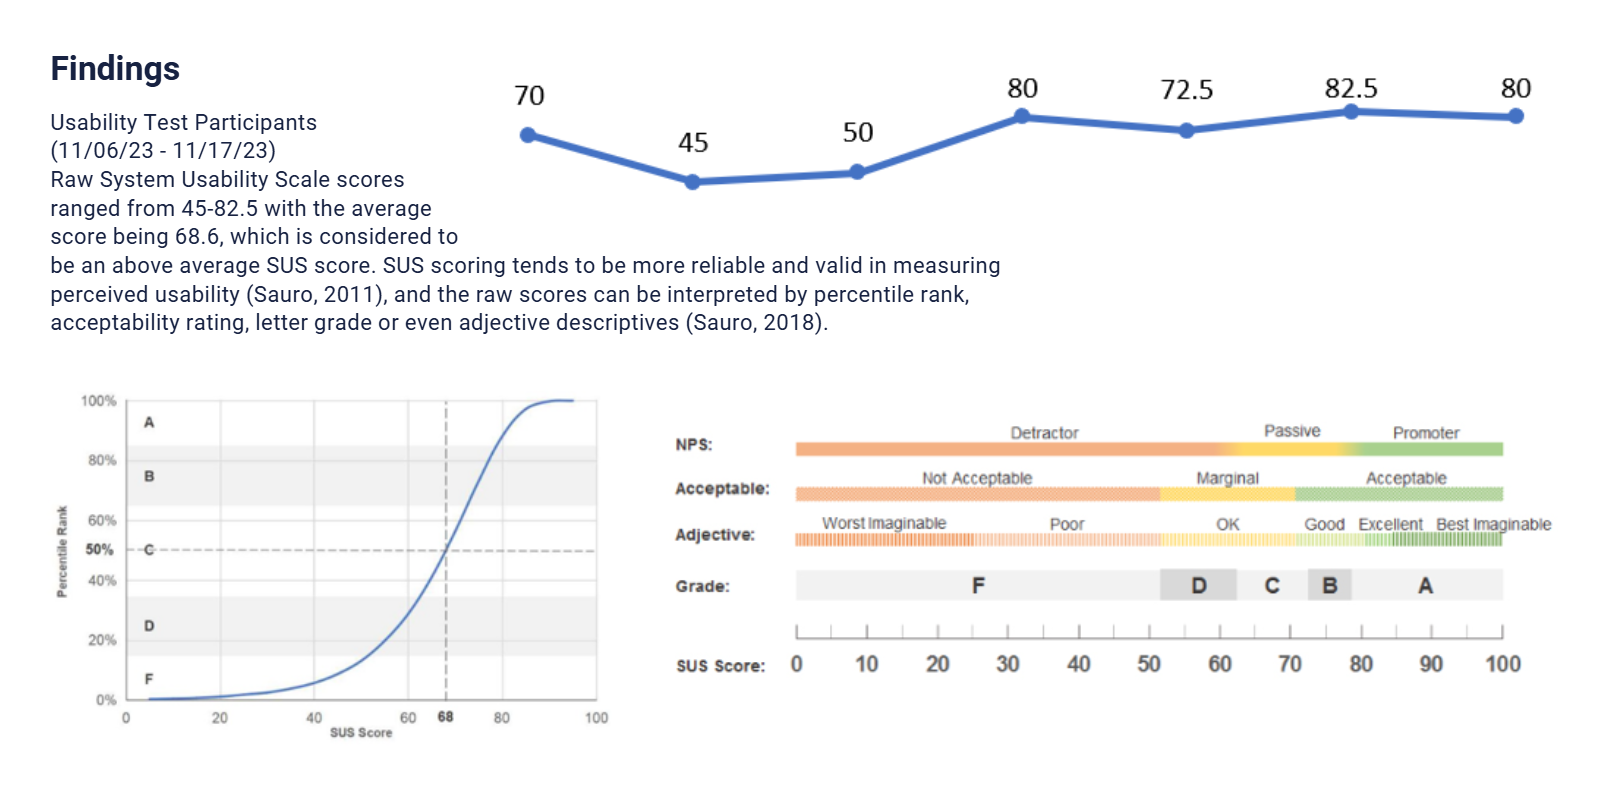 Findings
Usability Test Participants
(11/06/23 - 11/17/23)
Raw System Usability Scale scores
ranged from 45-82.5 with the average
score being 68.6, which is considered to
be an above average SUS score. SUS scoring tends to be more reliable and valid in measuring
perceived usability (Sauro, 2011), and the raw scores can be interpreted by percentile rank,
acceptability rating, letter grade or even adjective descriptives (Sauro, 2018).
70 45 50 80 72.5 82.5 80
Percentile Rank
100%
80%
60%
50%
40%
20%
0%
A
B
C
D
F
0 20 40 60 68 80 100
SUS Score
NPS: Detractor Passive Promoter
Acceptable: Not Acceptable Marginal Acceptable
Adjective: Worst Imaginable Poor OK Good Excellent Best Imaginable
Grade: F D C B A
SUS Score: 0 10 20 30 40 50 60 70 80 90 100